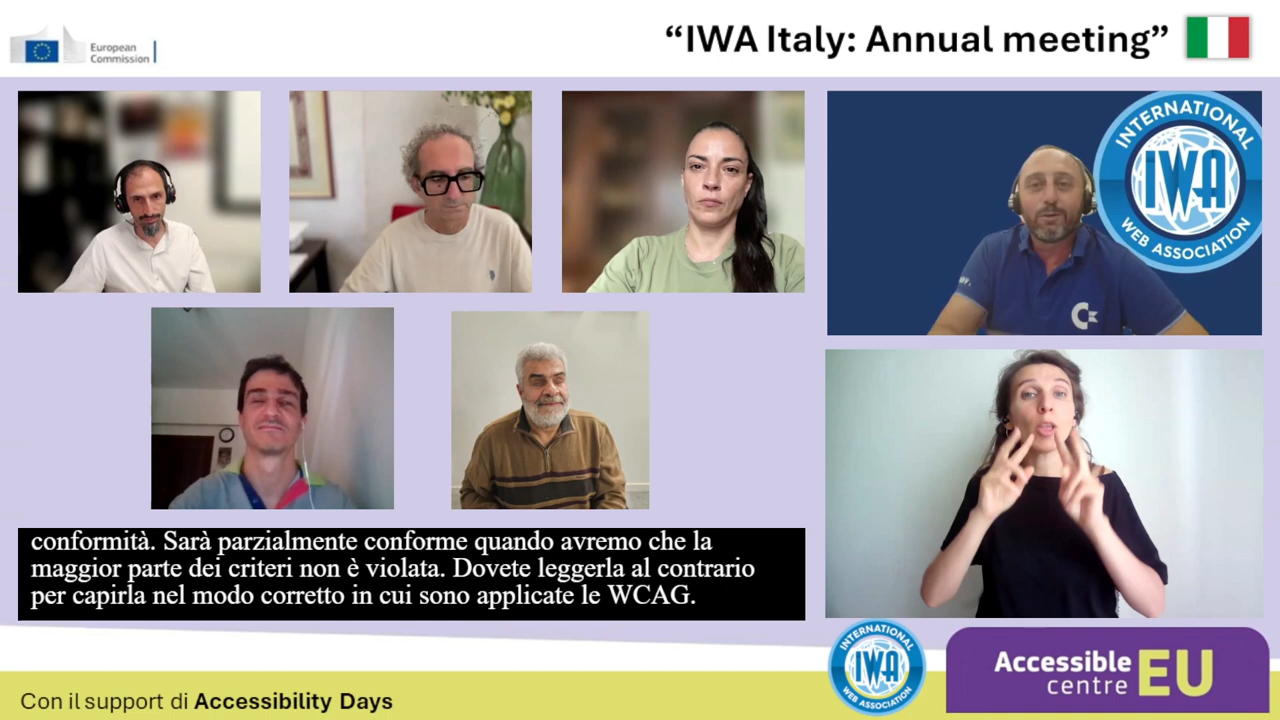 European
Commission
“IWA Italy: Annual meeting”
INTERNATIONAL
IWA
WEB ASSOCIATION
conformità. Sarà parzialmente conforme quando avremo che la
maggior parte dei criteri non è violata. Dovete leggerla al contrario
per capirla nel modo corretto in cui sono applicate le WCAG.
INTERNATIONAL
IWA
WEB ASSOCIATION
Accessible
centre
EU
Con il support di Accessibility Days